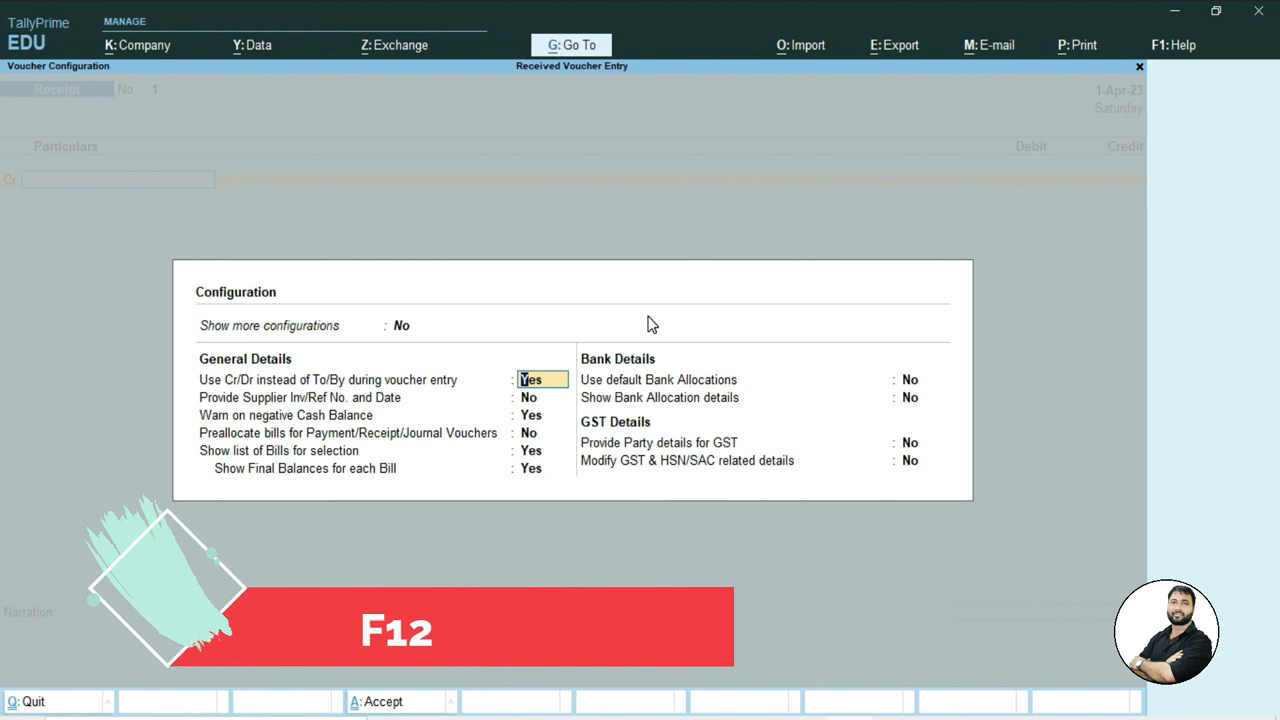 TallyPrime
EDU
MANAGE
K:Company
Y:Data
Z:Exchange
G:Go To
O:Import
E:Export
M:E-mail
P:Print
F1:Help
Voucher Configuration
Received Voucher Entry
x
Receipt
No. 1
1-Apr-23
Saturday
Particulars
Debit
Credit
Cr
Configuration
Show more configurations : No
General Details
Use Cr/Dr instead of To/By during voucher entry : Yes
Provide Supplier Inv/Ref No. and Date : No
Warn on negative Cash Balance : Yes
Preallocate bills for Payment/Receipt/Journal Vouchers : No
Show list of Bills for selection : Yes
Show Final Balances for each Bill : Yes
Bank Details
Use default Bank Allocations : No
Show Bank Allocation details : No
GST Details
Provide Party details for GST : No
Modify GST & HSN/SAC related details : No
Narration:
F12
Q:Quit
A:Accept